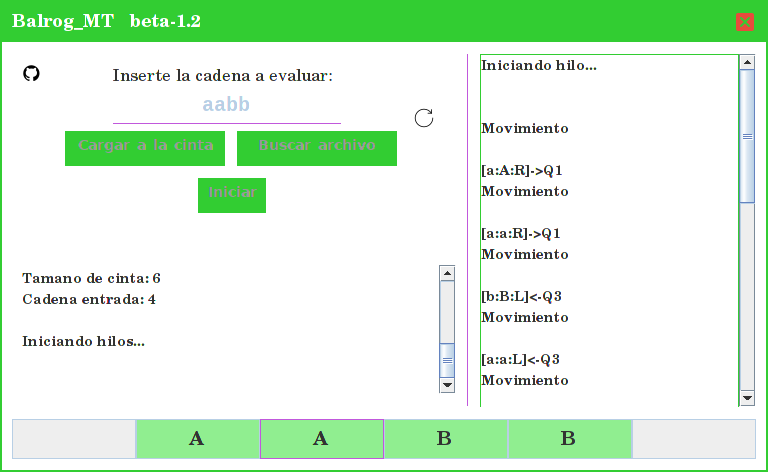 Balrog_MT beta-1.2
Inserte la cadena a evaluar:
aabb
Cargar a la cinta
Buscar archivo
Iniciar
Tamano de cinta: 6
Cadena entrada: 4
Iniciando hilos...
Iniciando hilo...
Movimiento
[a:A:R]->Q1
Movimiento
[a:a:R]->Q1
Movimiento
[b:B:L]<-Q3
Movimiento
[a:a:L]<-Q3
Movimiento
A A B B